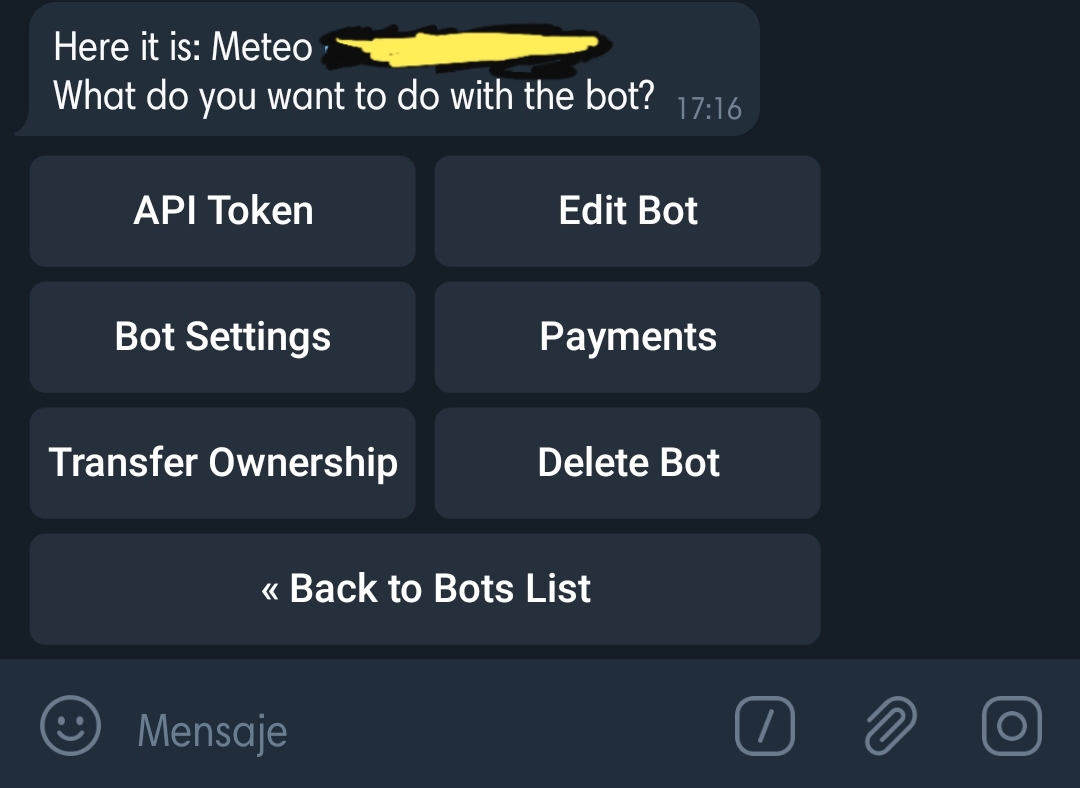 Here it is: Meteo
What do you want to do with the bot? 17:16
API Token
Edit Bot
Bot Settings
Payments
Transfer Ownership
Delete Bot
« Back to Bots List
Mensaje